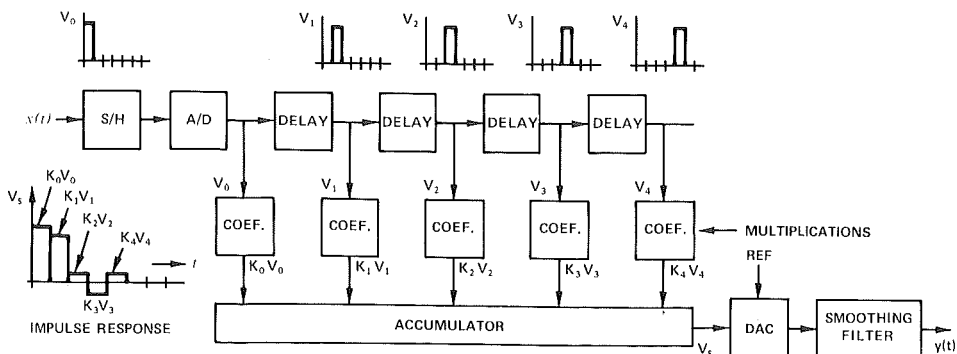 V₀
V₁
V₂
V₃
V₄
x(t)
S/H
A/D
DELAY
DELAY
DELAY
DELAY
V₀
V₁
V₂
V₃
V₄
COEF.
COEF.
COEF.
COEF.
COEF.
MULTIPLICATIONS
K₀V₀
K₁V₁
K₂V₂
K₃V₃
K₄V₄
Vₛ
K₀V₀
K₁V₁
K₂V₂
K₄V₄
t
K₃V₃
IMPULSE RESPONSE
ACCUMULATOR
Vₛ
REF
DAC
SMOOTHING
FILTER
y(t)